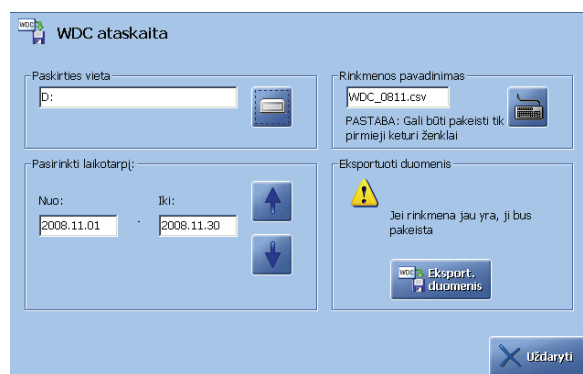 WDC
WDC ataskaita
Paskirties vieta
D:
Rinkmenos pavadinimas
WDC_0811.csv
PASTABA: Gali būti pakeisti tik
pirmieji keturi ženklai
Pasirinkti laikotarpį:
Nuo:
Iki:
2008.11.01
-
2008.11.30
Eksportuoti duomenis
Jei rinkmena jau yra, ji bus
pakeista
WDC
Eksport.
duomenis
Uždaryti